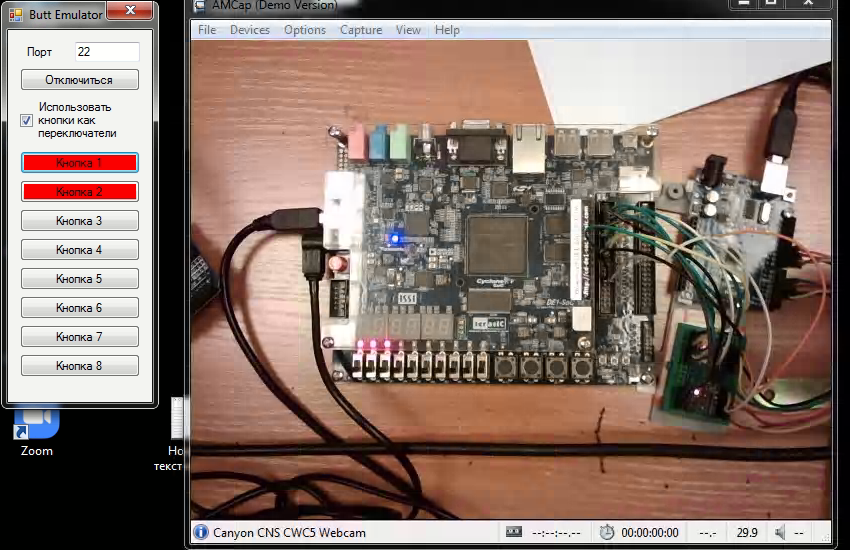 Butt Emulator
Порт
22
Отключиться
Использовать
кнопки как
переключатели
Кнопка 1
Кнопка 2
Кнопка 3
Кнопка 4
Кнопка 5
Кнопка 6
Кнопка 7
Кнопка 8
Zoom
Но
текст
AMCap (Demo Version)
File Devices Options Capture View Help
ISSI
Cyclone V
DE1-SoC
terasic
Canyon CNS CWC5 Webcam
--:--:--.--
00:00:00:00
--.-
29.9
--